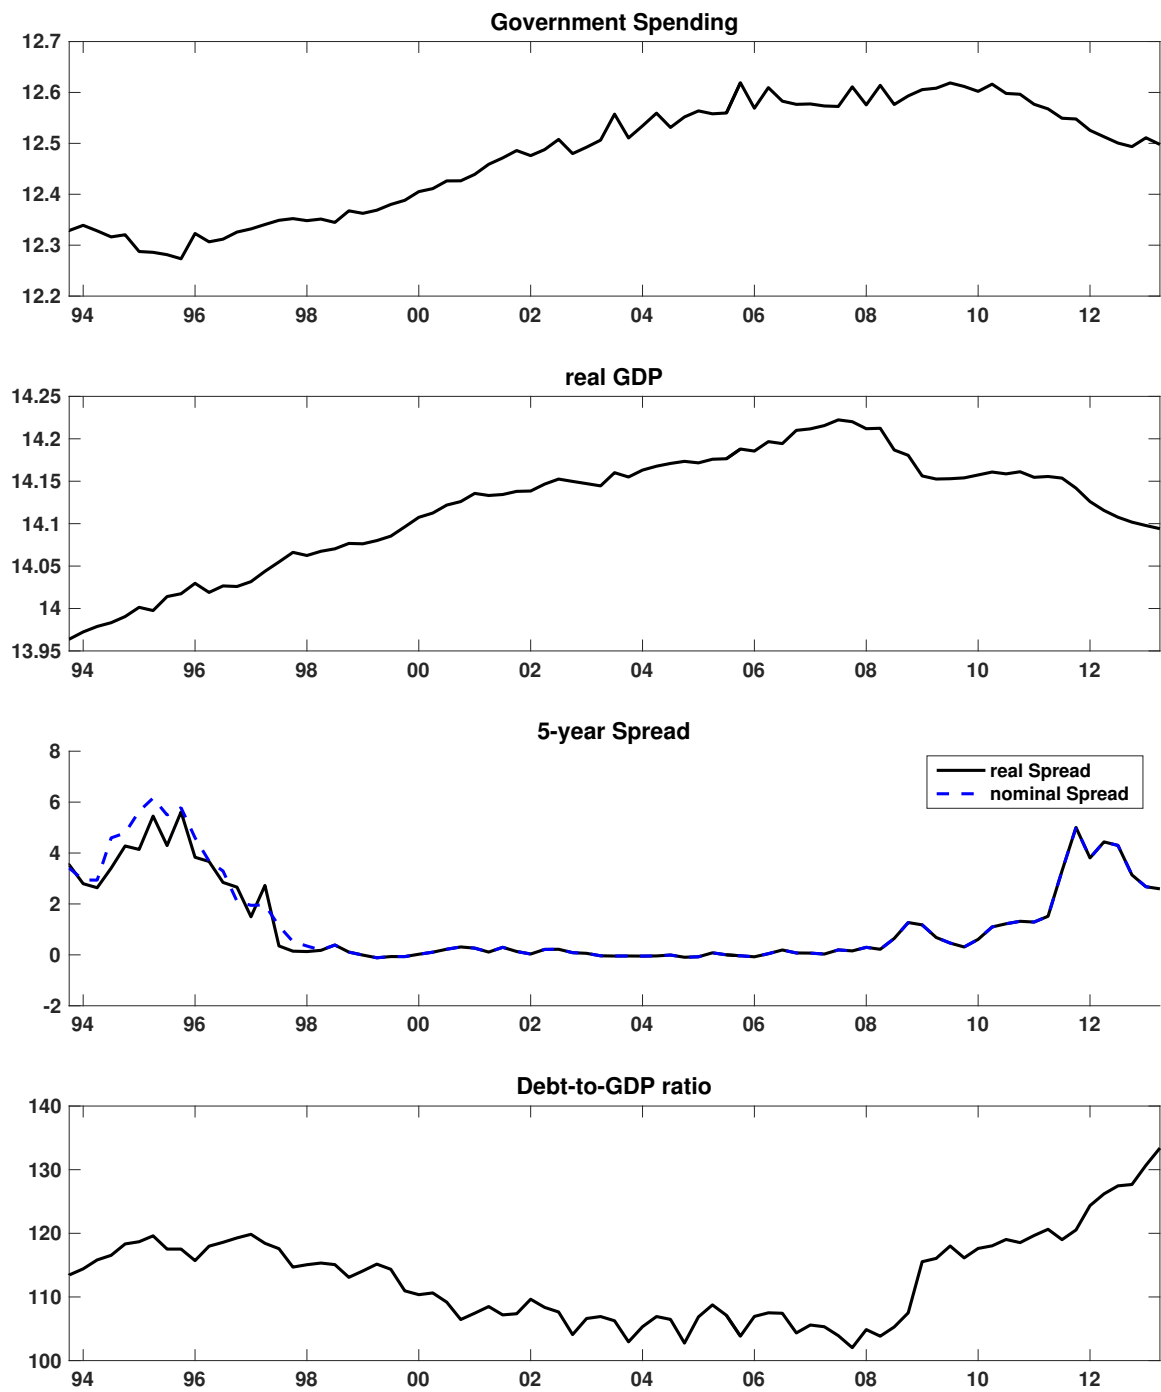 Government Spending
12.7
12.6
12.5
12.4
12.3
12.2
94 96 98 00 02 04 06 08 10 12
real GDP
14.25
14.2
14.15
14.1
14.05
14
13.95
94 96 98 00 02 04 06 08 10 12
5-year Spread
8
6
4
2
0
-2
real Spread
nominal Spread
94 96 98 00 02 04 06 08 10 12
Debt-to-GDP ratio
140
130
120
110
100
94 96 98 00 02 04 06 08 10 12